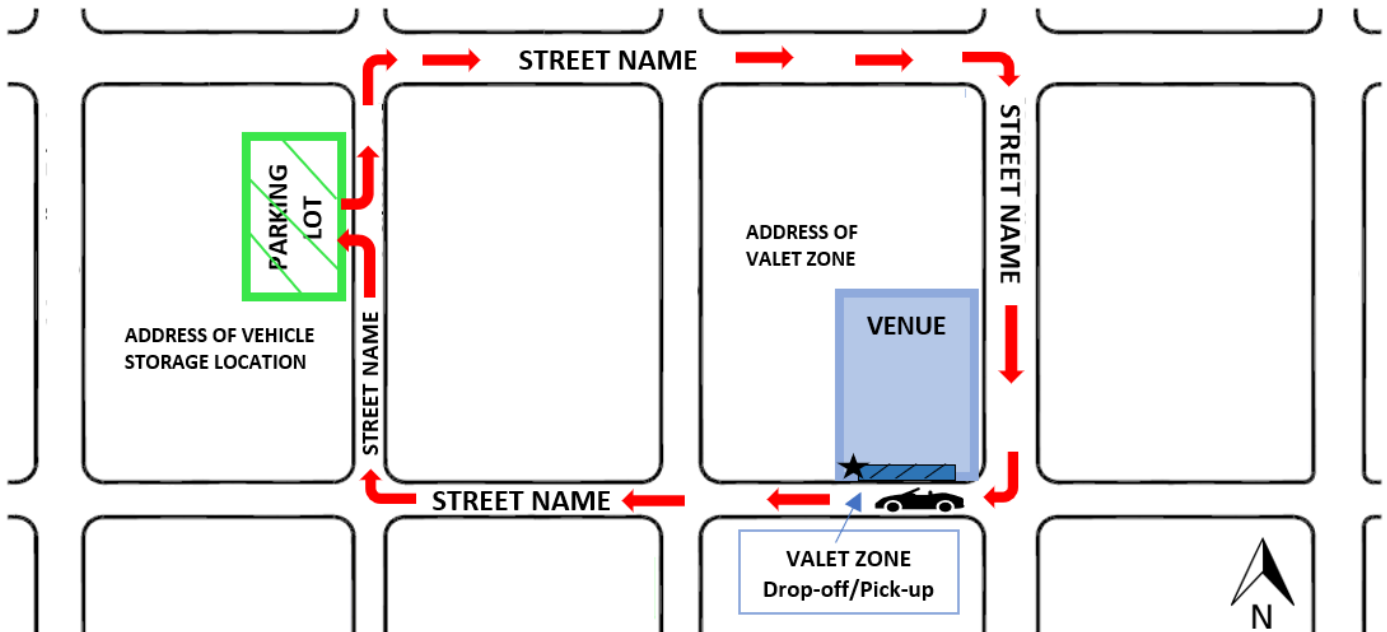 STREET NAME
STREET NAME
PARKING
LOT
ADDRESS OF
VALET ZONE
VENUE
ADDRESS OF VEHICLE
STORAGE LOCATION
STREET NAME
STREET NAME
VALET ZONE
Drop-off/Pick-up
N